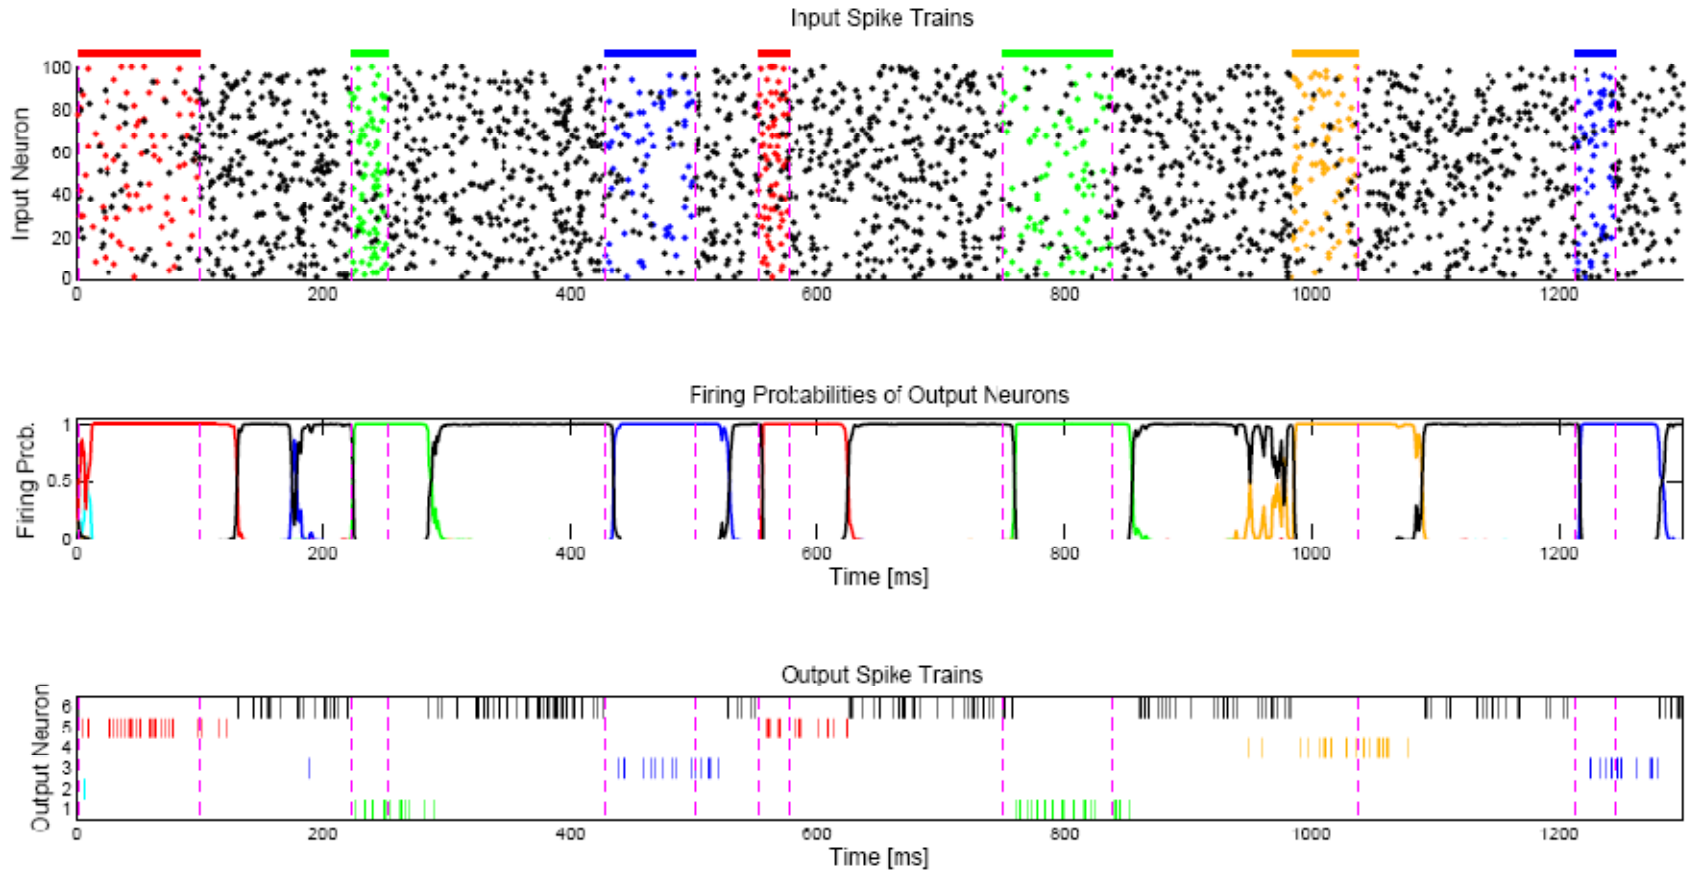 Input Spike Trains
Input Neuron
100
80
60
40
20
0
0 200 400 600 800 1000 1200
Firing Probabilities of Output Neurons
Firing Prob.
1
0.5
0
0 200 400 600 800 1000 1200
Time [ms]
Output Spike Trains
Output Neuron
6
5
4
3
2
1
0 200 400 600 800 1000 1200
Time [ms]